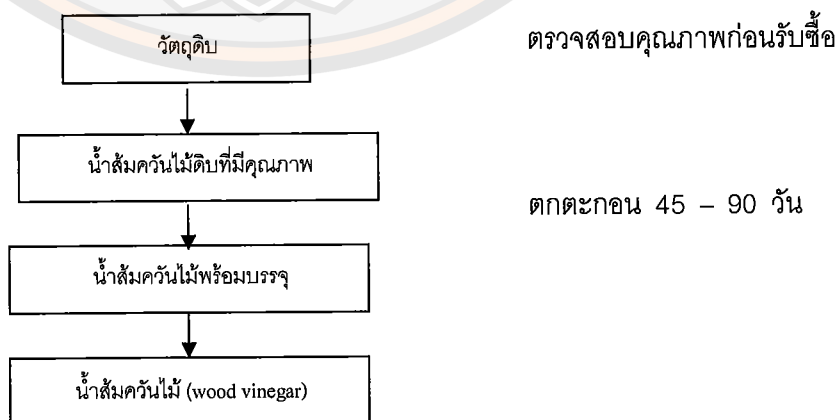 วัตถุดิบ
ตรวจสอบคุณภาพก่อนรับซื้อ
น้ำส้มควันไม้ดิบที่มีคุณภาพ
ตกตะกอน 45 – 90 วัน
น้ำส้มควันไม้พร้อมบรรจุ
น้ำส้มควันไม้ (wood vinegar)